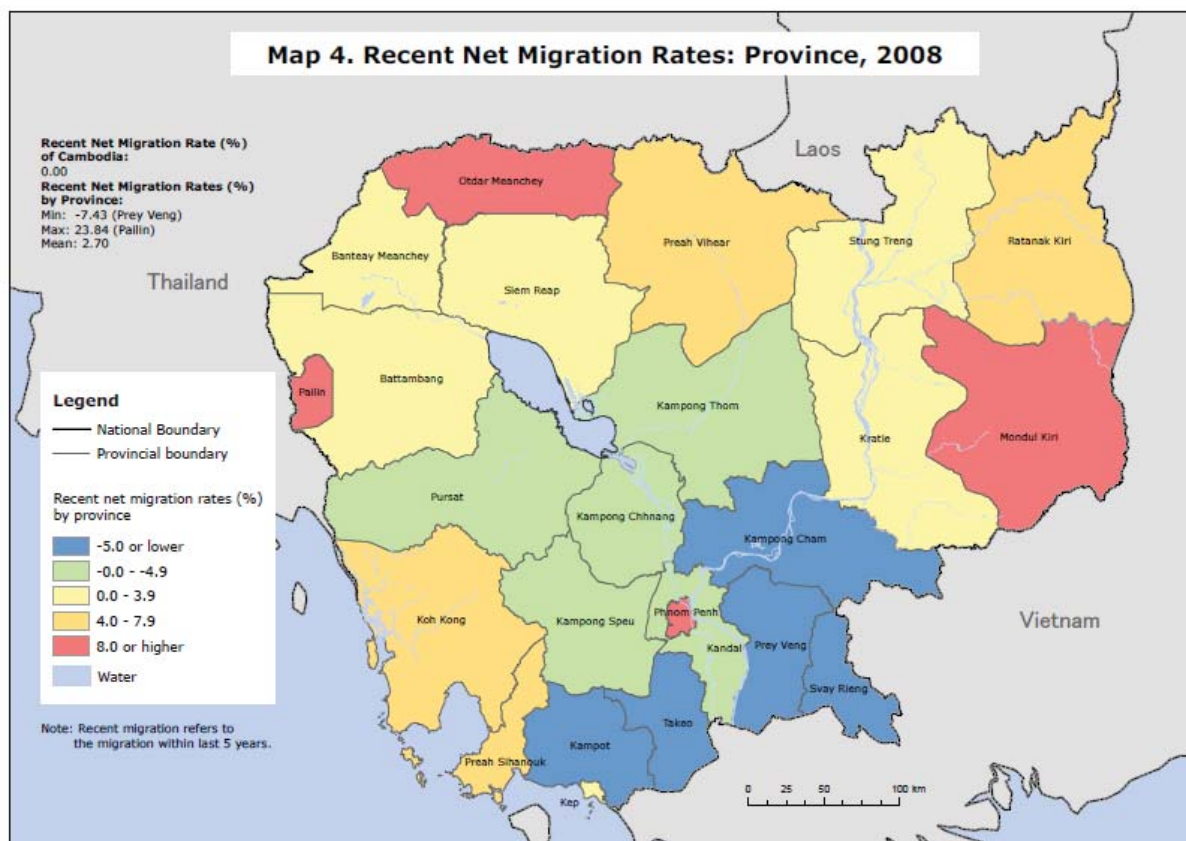 Map 4. Recent Net Migration Rates: Province, 2008
Recent Net Migration Rate (%)
of Cambodia:
0.00
Recent Net Migration Rates (%)
by Province:
Min: -7.43 (Prey Veng)
Max: 23.84 (Pailin)
Mean: 2.70
Laos
Thailand
Vietnam
Otdar Meanchey
Banteay Meanchey
Siem Reap
Preah Vihear
Stung Treng
Ratanak Kiri
Pailin
Battambang
Kampong Thom
Kratie
Mondul Kiri
Pursat
Kampong Chhnang
Kampong Cham
Koh Kong
Kampong Speu
Phnom Penh
Kandal
Prey Veng
Svay Rieng
Takeo
Kampot
Preah Sihanouk
Kep
Legend
National Boundary
Provincial boundary
Recent net migration rates (%)
by province
-5.0 or lower
-0.0 - -4.9
0.0 - 3.9
4.0 - 7.9
8.0 or higher
Water
Note: Recent migration refers to
the migration within last 5 years.
0 25 50 100 km